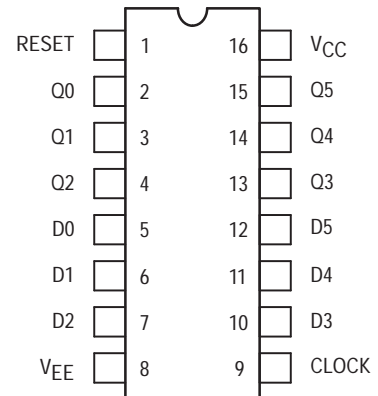 RESET 1 16 VCC
Q0 2 15 Q5
Q1 3 14 Q4
Q2 4 13 Q3
D0 5 12 D5
D1 6 11 D4
D2 7 10 D3
VEE 8 9 CLOCK